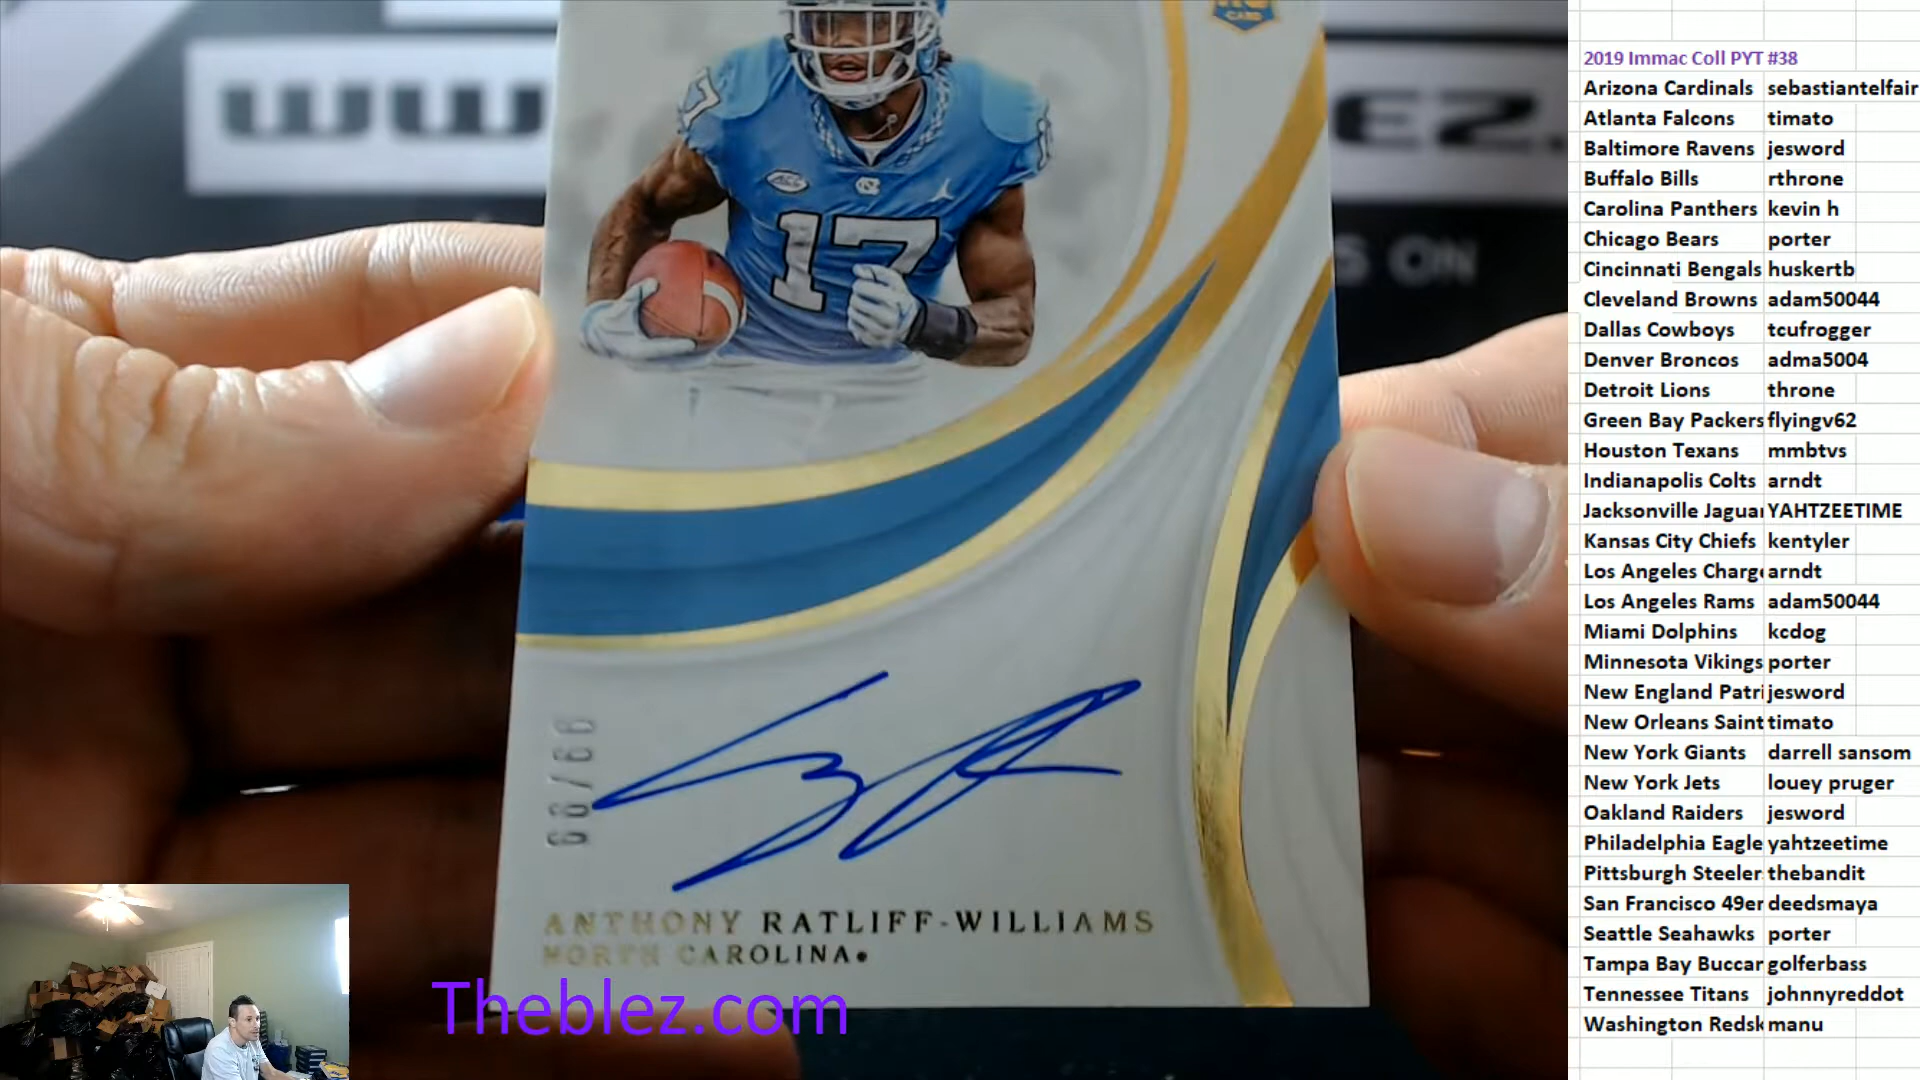 CARD
ACC
17
17
ANTHONY RATLIFF-WILLIAMS
NORTH CAROLINA
Theblez.com
2019 Immac Coll PYT #38
Arizona Cardinals sebastiantelfair
Atlanta Falcons timato
Baltimore Ravens jesword
Buffalo Bills rthrone
Carolina Panthers kevin h
Chicago Bears porter
Cincinnati Bengals huskertb
Cleveland Browns adam50044
Dallas Cowboys tcufrogger
Denver Broncos adma5004
Detroit Lions throne
Green Bay Packers flyingv62
Houston Texans mmbtvs
Indianapolis Colts arndt
Jacksonville Jaguar YAHTZEETIME
Kansas City Chiefs kentyler
Los Angeles Charge arndt
Los Angeles Rams adam50044
Miami Dolphins kcdog
Minnesota Vikings porter
New England Patri jesword
New Orleans Saint timato
New York Giants darrell sansom
New York Jets louey pruger
Oakland Raiders jesword
Philadelphia Eagle yahtzeetime
Pittsburgh Steeler thebandit
San Francisco 49er deedsmaya
Seattle Seahawks porter
Tampa Bay Buccar golferbass
Tennessee Titans johnnyreddot
Washington Redsk manu